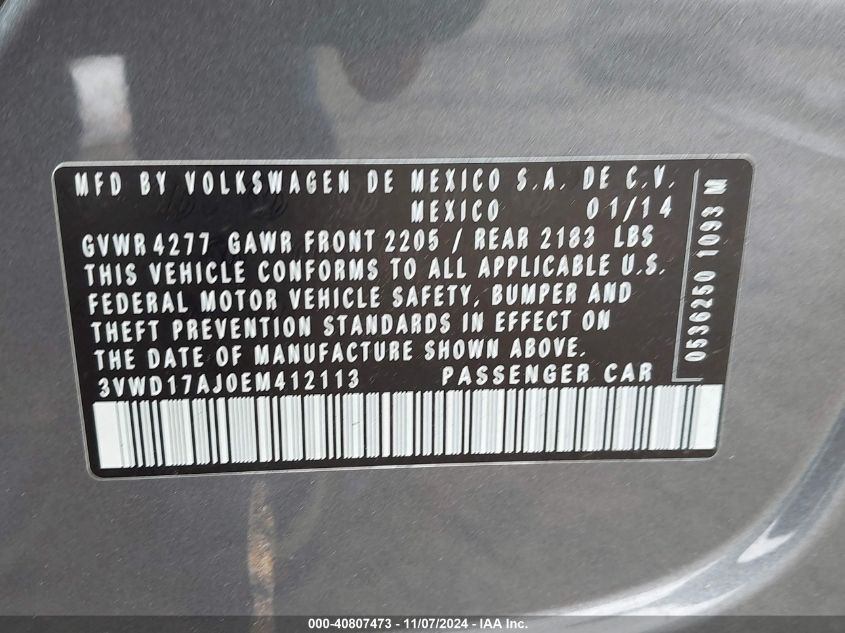 MFD BY VOLKSWAGEN DE MEXICO S.A. DE C.V.
MEXICO 01/14
GVWR 4277 GAWR FRONT 2205 / REAR 2183 LBS
THIS VEHICLE CONFORMS TO ALL APPLICABLE U.S.
FEDERAL MOTOR VEHICLE SAFETY, BUMPER AND
THEFT PREVENTION STANDARDS IN EFFECT ON
THE DATE OF MANUFACTURE SHOWN ABOVE.
3VWD17AJ0EM412113 PASSENGER CAR
0536250 1093 M
000-40807473 - 11/07/2024 - IAA Inc.